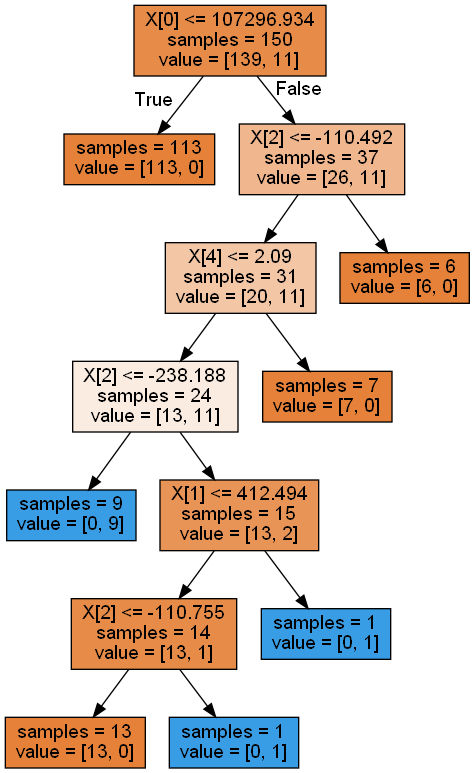 X[0] <= 107296.934
samples = 150
value = [139, 11]
True
False
samples = 113
value = [113, 0]
X[2] <= -110.492
samples = 37
value = [26, 11]
X[4] <= 2.09
samples = 31
value = [20, 11]
samples = 6
value = [6, 0]
X[2] <= -238.188
samples = 24
value = [13, 11]
samples = 7
value = [7, 0]
samples = 9
value = [0, 9]
X[1] <= 412.494
samples = 15
value = [13, 2]
X[2] <= -110.755
samples = 14
value = [13, 1]
samples = 1
value = [0, 1]
samples = 13
value = [13, 0]
samples = 1
value = [0, 1]